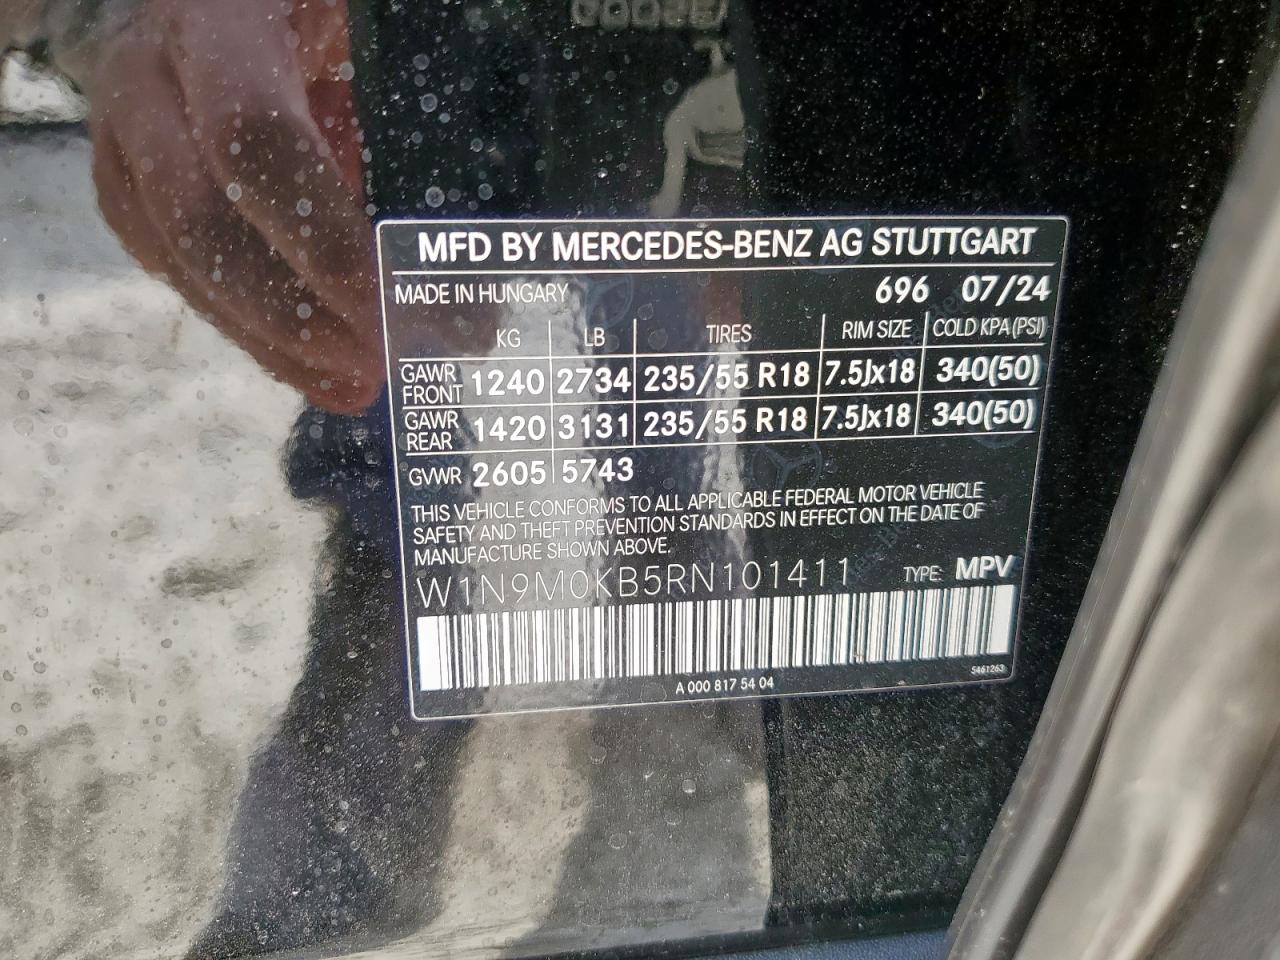 MFD BY MERCEDES-BENZ AG STUTTGART
MADE IN HUNGARY 696 07/24
KG LB TIRES RIM SIZE COLD KPA (PSI)
GAWR FRONT 1240 2734 235/55 R18 7.5Jx18 340(50)
GAWR REAR 1420 3131 235/55 R18 7.5Jx18 340(50)
GVWR 2605 5743
THIS VEHICLE CONFORMS TO ALL APPLICABLE FEDERAL MOTOR VEHICLE
SAFETY AND THEFT PREVENTION STANDARDS IN EFFECT ON THE DATE OF
MANUFACTURE SHOWN ABOVE.
W1N9M0KB5RN101411 TYPE: MPV
5461263
A 000 817 54 04